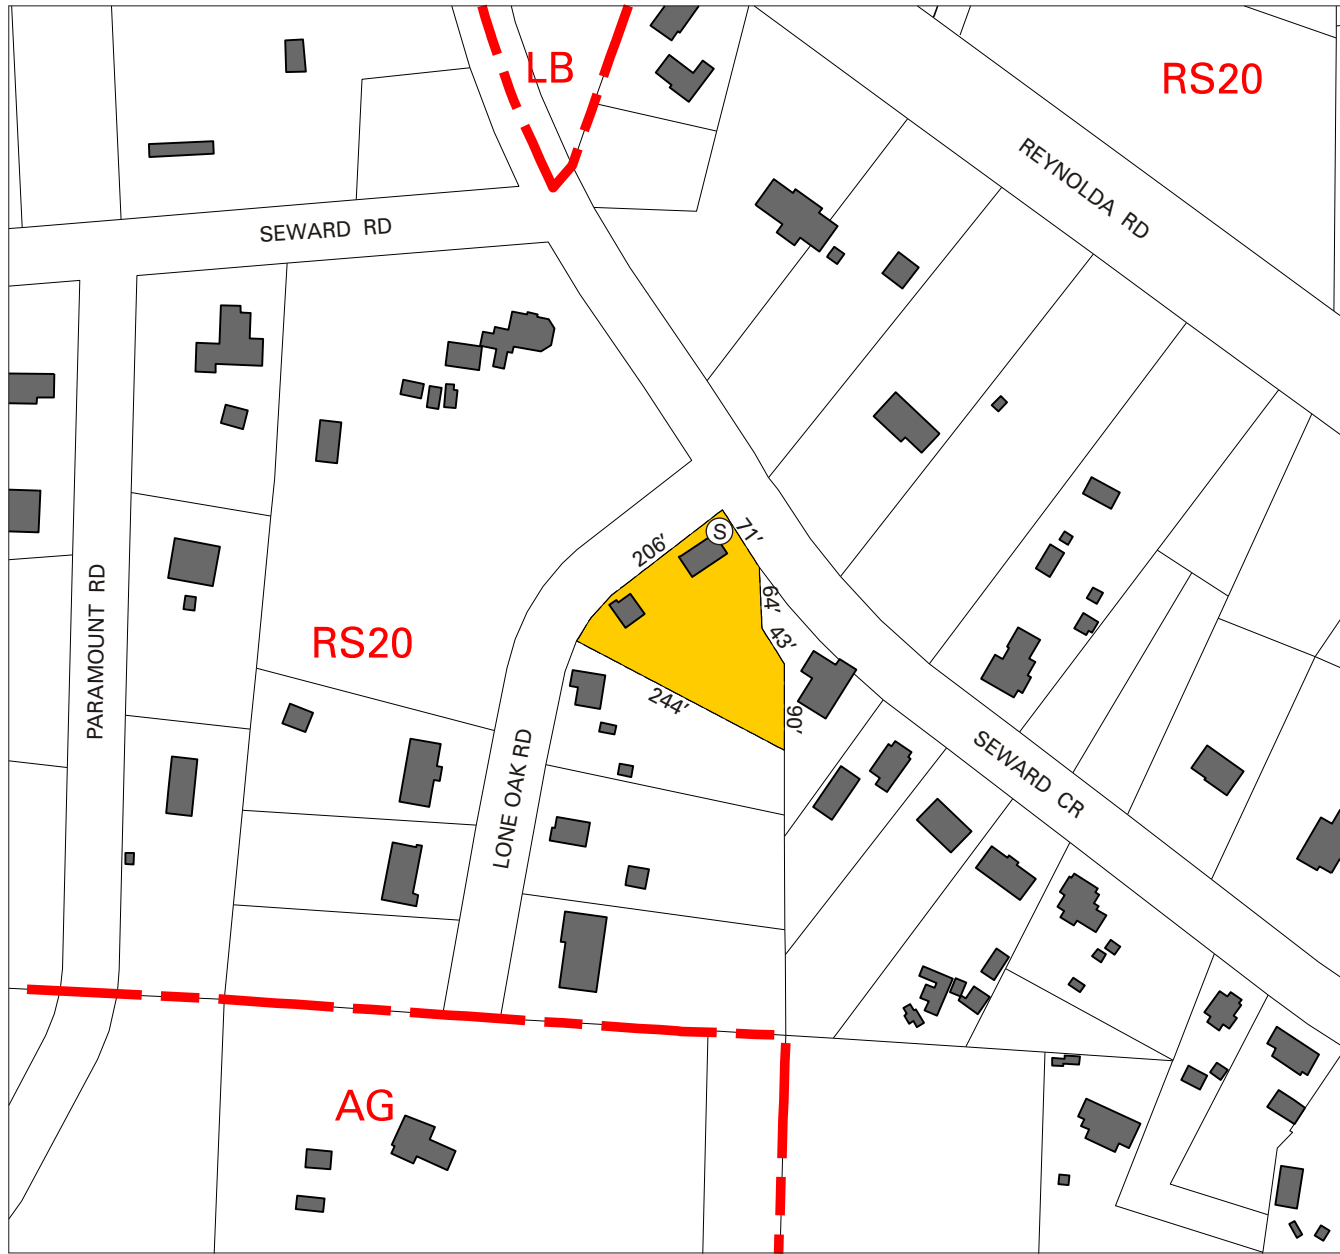 LB
RS20
REYNOLDA RD
SEWARD RD
S
71'
206'
64'
43'
PARAMOUNT RD
RS20
244'
90'
LONE OAK RD
SEWARD CR
AG